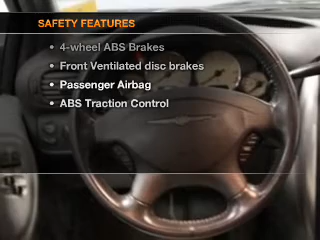 SAFETY FEATURES
• 4-wheel ABS Brakes
• Front Ventilated disc brakes
• Passenger Airbag
• ABS Traction Control